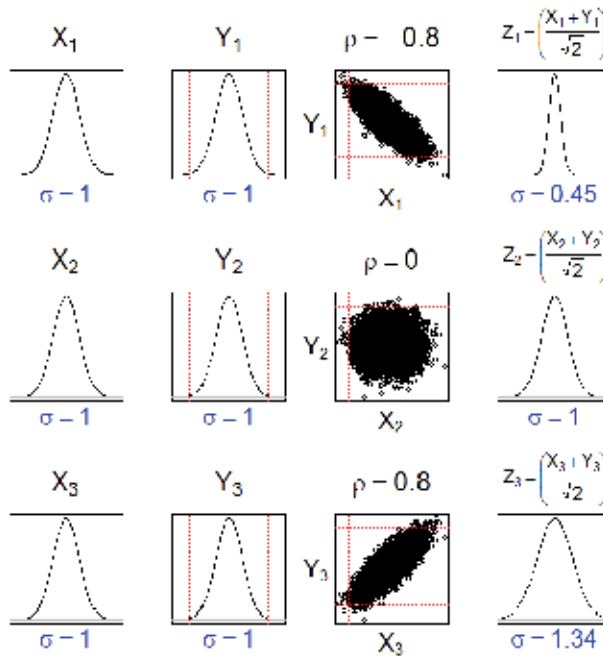 X₁ Y₁ ρ – 0.8 Z₁ – (X₁ + Y₁ / √2)
Y₁
X₁
σ – 1 σ – 1 σ – 0.45
X₂ Y₂ ρ – 0 Z₂ – (X₂ + Y₂ / √2)
Y₂
X₂
σ – 1 σ – 1 σ – 1
X₃ Y₃ ρ – 0.8 Z₃ – (X₃ + Y₃ / √2)
Y₃
X₃
σ – 1 σ – 1 σ – 1.34